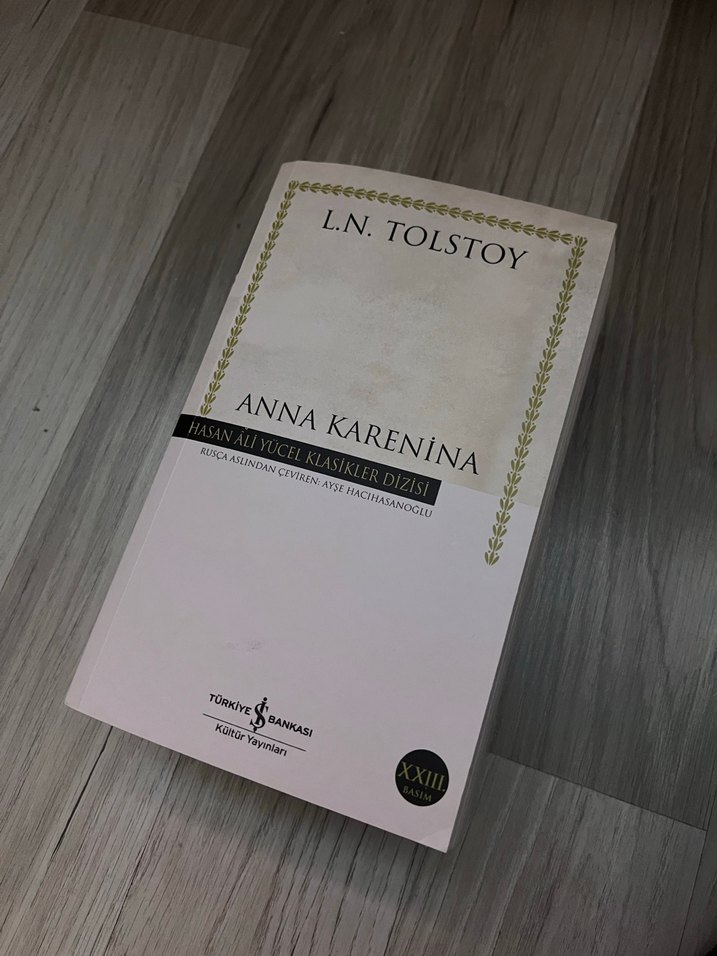 L.N. TOLSTOY
ANNA KARENİNA
HASAN ÂLİ YÜCEL KLASİKLER DİZİSİ
RUSÇA ASLINDAN ÇEVİREN: AYŞE HACIHASANOĞLU
TÜRKİYE İŞ BANKASI
Kültür Yayınları
XXIII.
BASIM